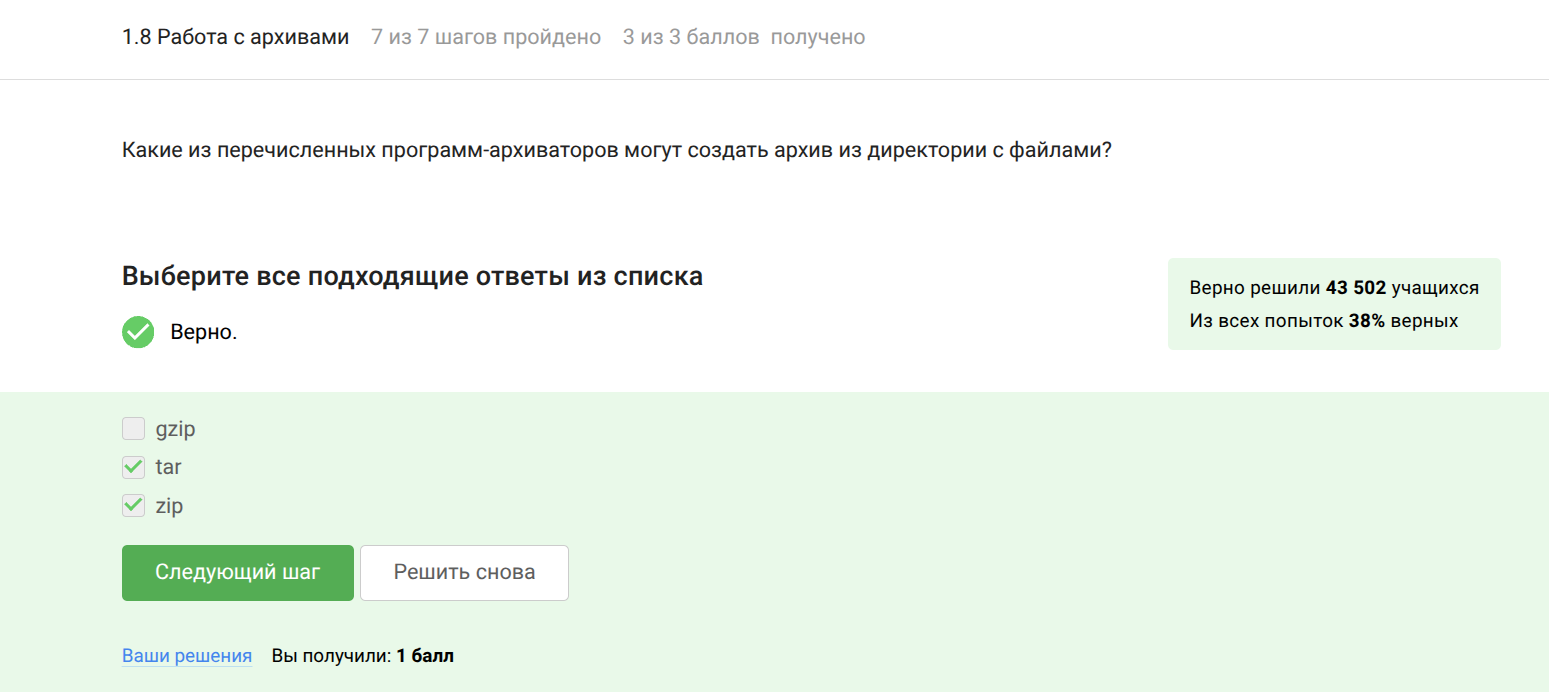 1.8 Работа с архивами 7 из 7 шагов пройдено 3 из 3 баллов получено
Какие из перечисленных программ-архиваторов могут создать архив из директории с файлами?
Выберите все подходящие ответы из списка
Верно.
Верно решили 43 502 учащихся
Из всех попыток 38% верных
gzip
tar
zip
Следующий шаг Решить снова
Ваши решения Вы получили: 1 балл